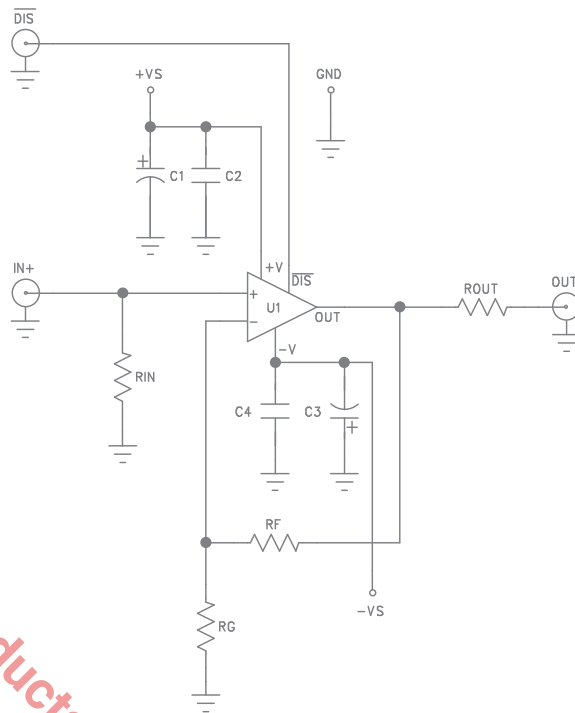 DIS
+VS
GND
+
C1
C2
IN+
+V
DIS
+
U1
−
OUT
−V
ROUT
OUT
RIN
C4
C3
+
RF
−VS
RG